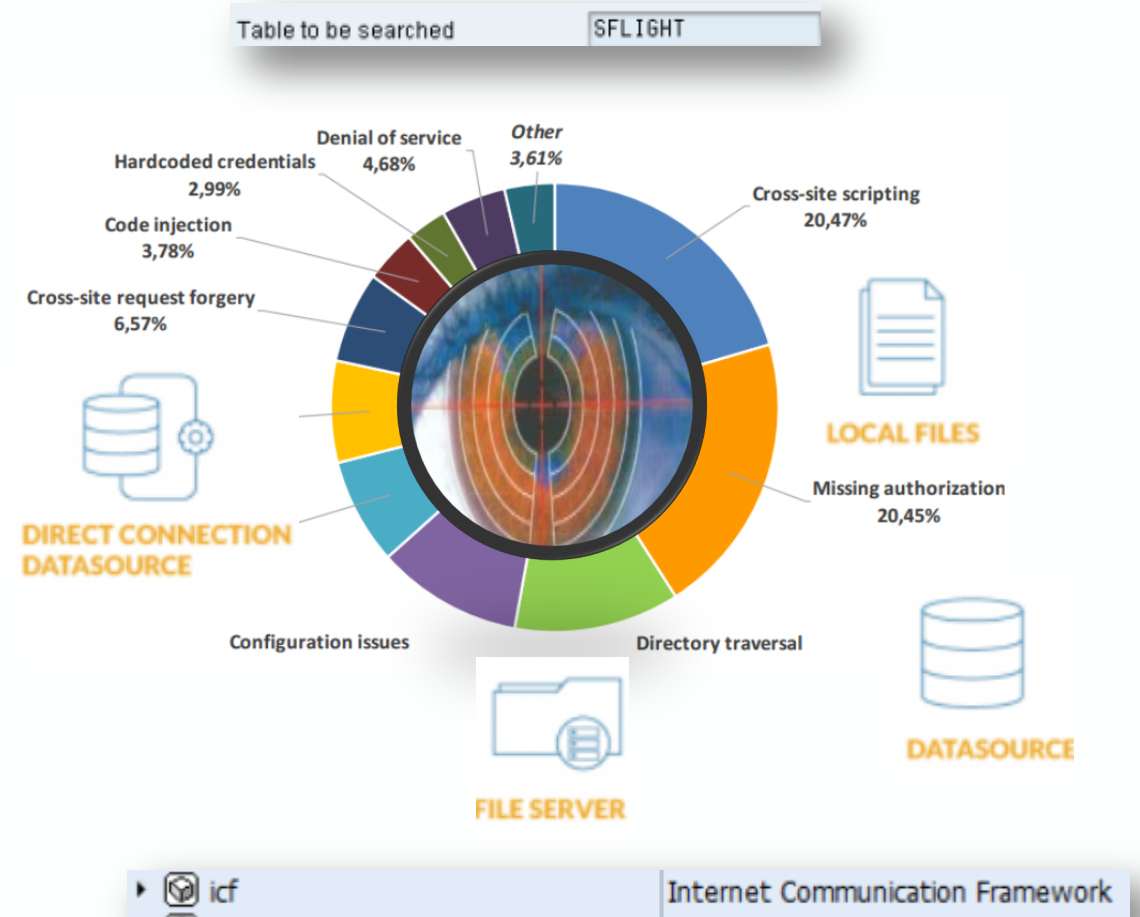 Table to be searched SFLIGHT
Denial of service
4,68%
Other
3,61%
Hardcoded credentials
2,99%
Cross-site scripting
20,47%
Code injection
3,78%
Cross-site request forgery
6,57%
LOCAL FILES
Missing authorization
20,45%
DIRECT CONNECTION
DATASOURCE
Configuration issues
Directory traversal
DATASOURCE
FILE SERVER
icf Internet Communication Framework